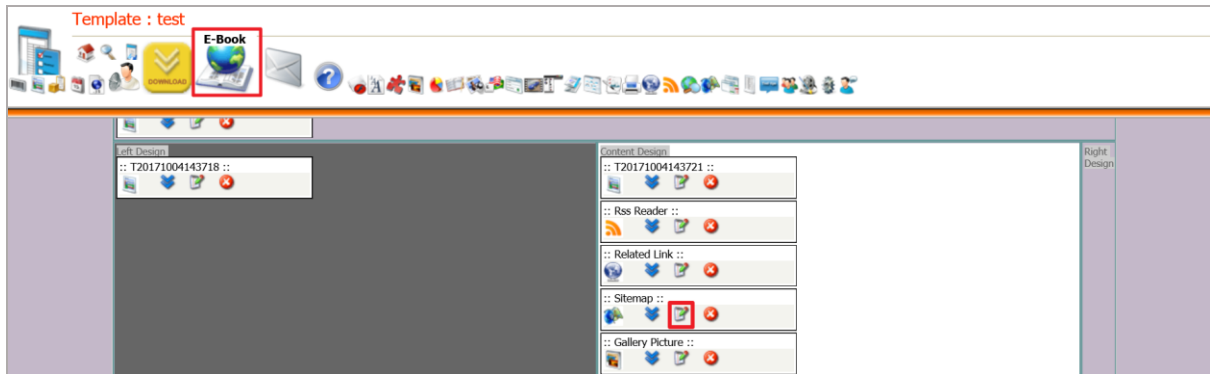 Template : test
E-Book
DOWNLOAD
Left Design
:: T20171004143718 ::
Content Design
:: T20171004143721 ::
:: Rss Reader ::
:: Related Link ::
:: Sitemap ::
:: Gallery Picture ::
Right
Design